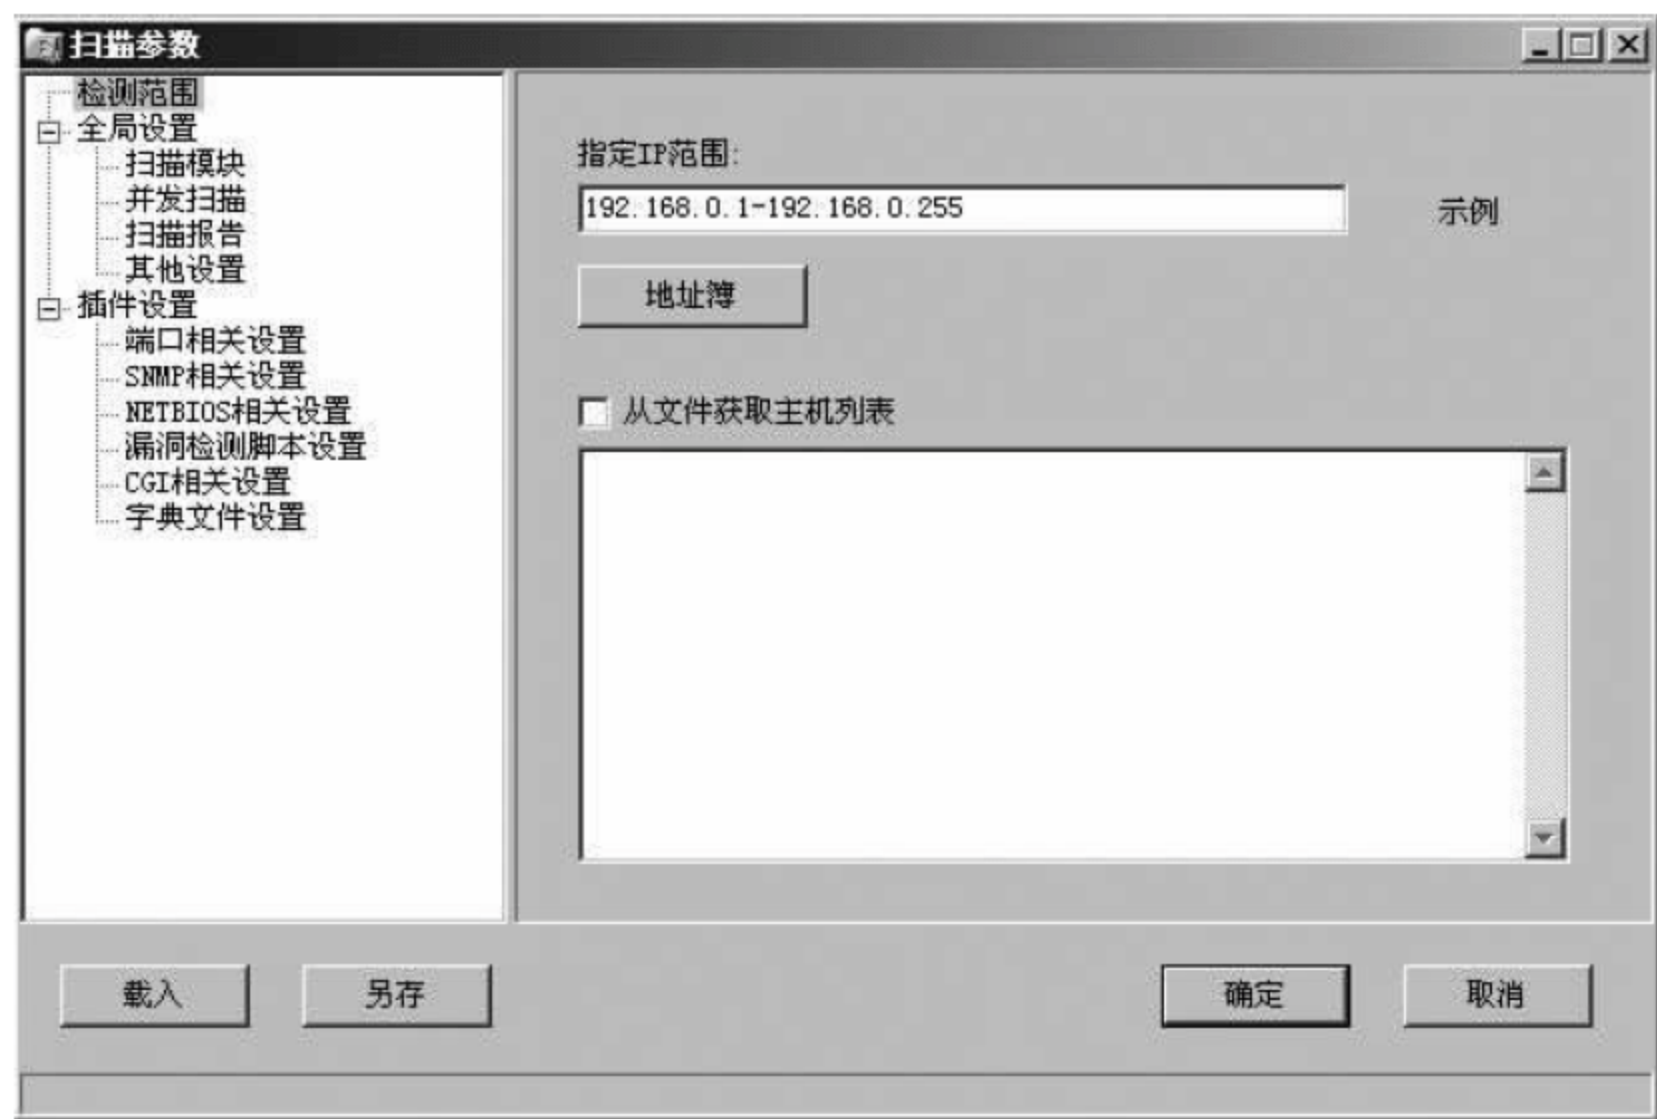 扫描参数
检测范围
全局设置
扫描模块
并发扫描
扫描报告
其他设置
插件设置
端口相关设置
SNMP相关设置
NETBIOS相关设置
漏洞检测脚本设置
CGI相关设置
字典文件设置
指定IP范围:
192.168.0.1-192.168.0.255
示例
地址簿
从文件获取主机列表
载入
另存
确定
取消